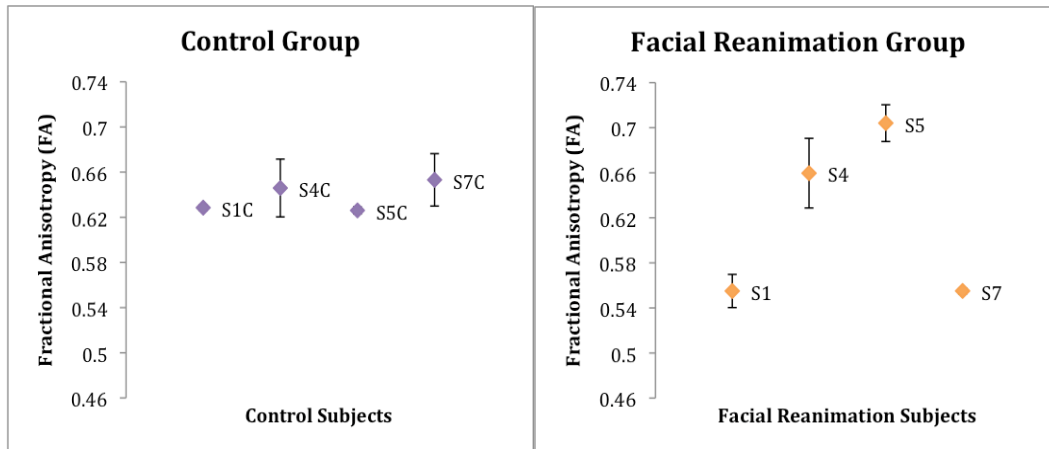 Control Group
Fractional Anisotropy (FA)
0.74
0.7
0.66
0.62
0.58
0.54
0.5
0.46
S1C
S4C
S5C
S7C
Control Subjects
Facial Reanimation Group
Fractional Anisotropy (FA)
0.74
0.7
0.66
0.62
0.58
0.54
0.5
0.46
S1
S4
S5
S7
Facial Reanimation Subjects